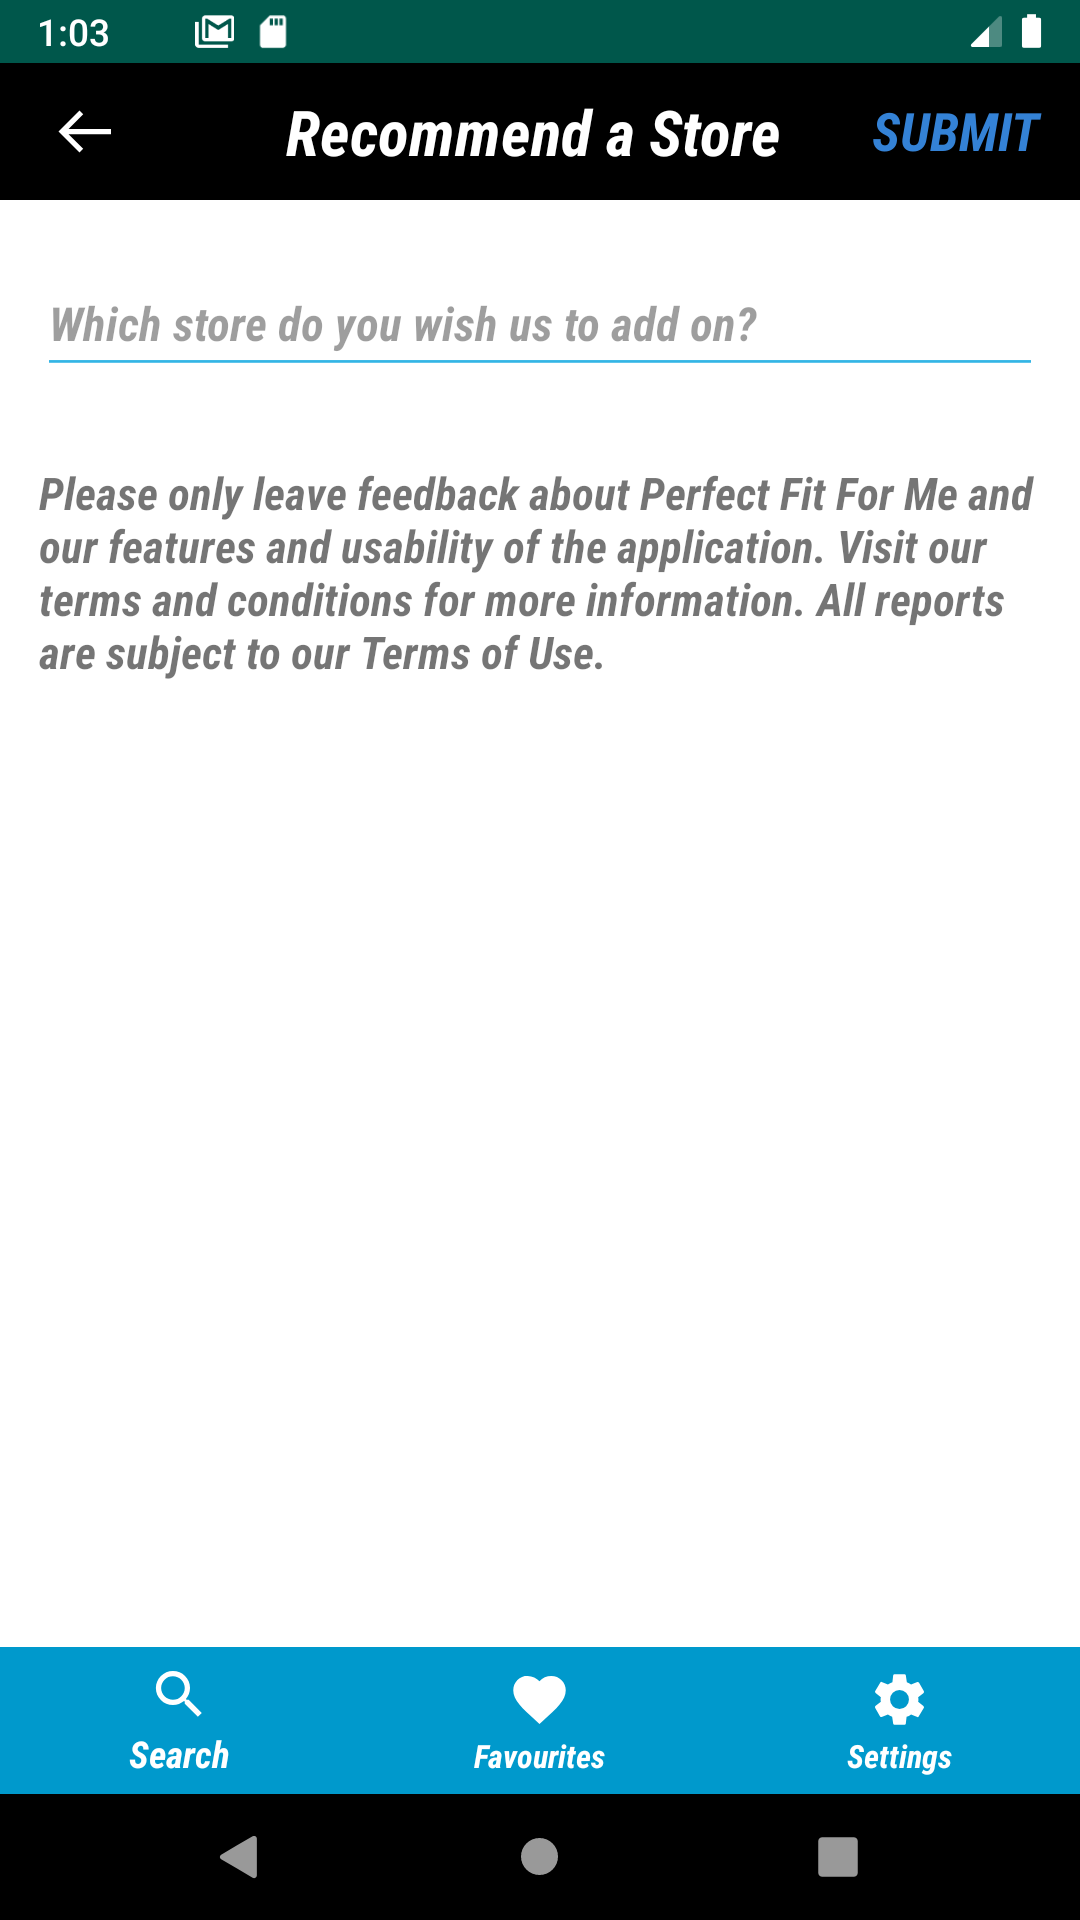 1:03
Recommend a Store
SUBMIT
Which store do you wish us to add on?
Please only leave feedback about Perfect Fit For Me and
our features and usability of the application. Visit our
terms and conditions for more information. All reports
are subject to our Terms of Use.
Search
Favourites
Settings